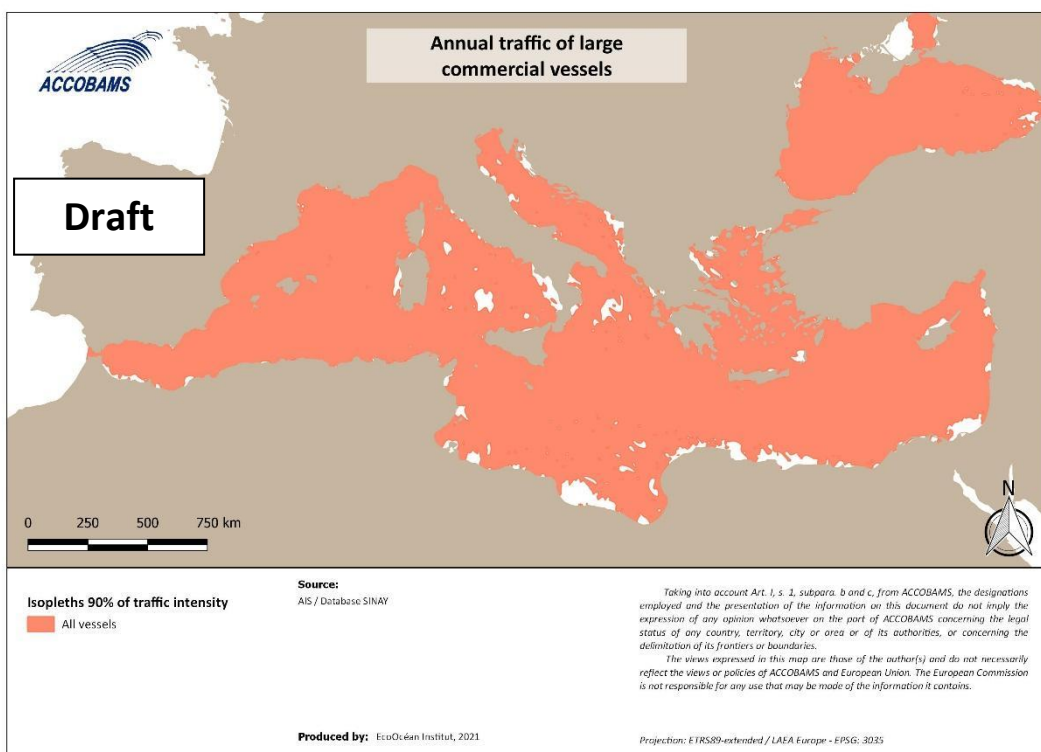 Annual traffic of large
commercial vessels
ACCOBAMS
Draft
N
0 250 500 750 km
Isopleths 90% of traffic intensity
All vessels
Source:
AIS / Database SINAY
Produced by: EcoOcéan Institut, 2021
Taking into account Art. I, s. 1, subpara. b and c, from ACCOBAMS, the designations
employed and the presentation of the information on this document do not imply the
expression of any opinion whatsoever on the part of ACCOBAMS concerning the legal
status of any country, territory, city or area or of its authorities, or concerning the
delimitation of its frontiers or boundaries.
The views expressed in this map are those of the author(s) and do not necessarily
reflect the views or policies of ACCOBAMS and European Union. The European Commission
is not responsible for any use that may be made of the information it contains.
Projection: ETRS89-extended / LAEA Europe - EPSG: 3035